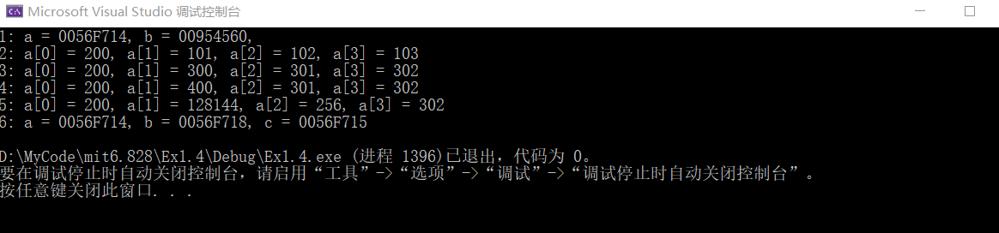 Microsoft Visual Studio 调试控制台
1: a = 0056F714, b = 00954560,
2: a[0] = 200, a[1] = 101, a[2] = 102, a[3] = 103
3: a[0] = 200, a[1] = 300, a[2] = 301, a[3] = 302
4: a[0] = 200, a[1] = 400, a[2] = 301, a[3] = 302
5: a[0] = 200, a[1] = 128144, a[2] = 256, a[3] = 302
6: a = 0056F714, b = 0056F718, c = 0056F715
D:\MyCode\mit6.828\Ex1.4\Debug\Ex1.4.exe (进程 1396)已退出，代码为 0。
要在调试停止时自动关闭控制台，请启用“工具”->“选项”->“调试”->“调试停止时自动关闭控制台”。
按任意键关闭此窗口. . .